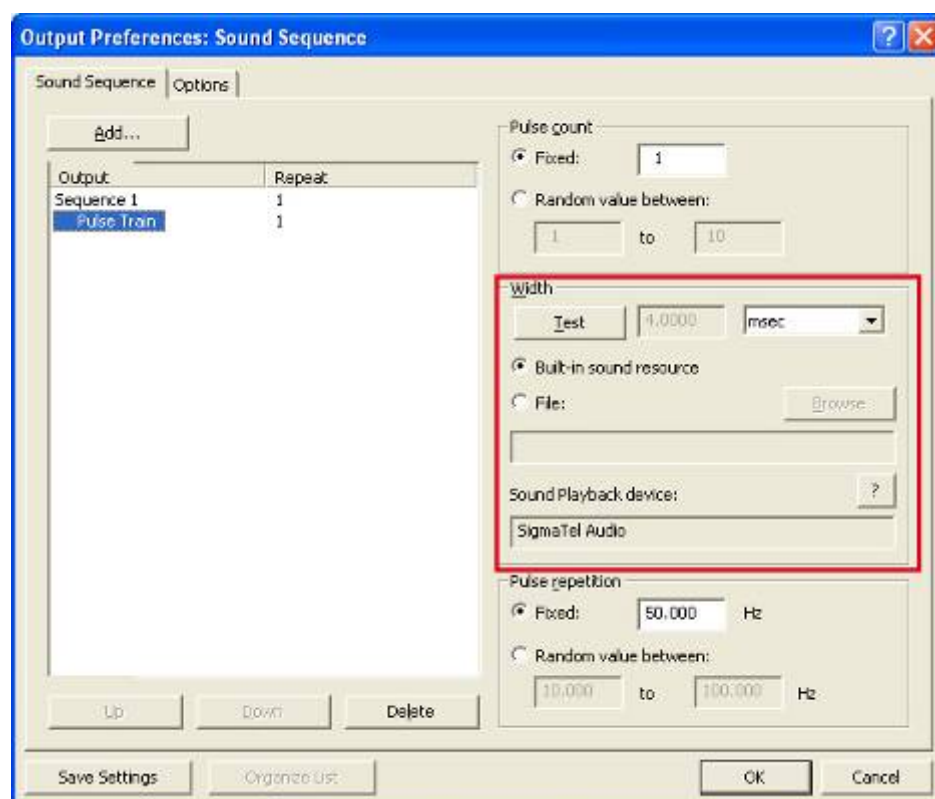 Output Preferences: Sound Sequence
?
Sound Sequence
Options
Add...
Output Repeat
Sequence 1 1
Pulse Train 1
Up
Down
Delete
Pulse count
Fixed: 1
Random value between:
1 to 10
Width
Test 4.0000 msec
Built-in sound resource
File: Browse
Sound Playback device: ?
SigmaTel Audio
Pulse repetition
Fixed: 50.000 Hz
Random value between:
10.000 to 100.000 Hz
Save Settings
Organize List
OK
Cancel